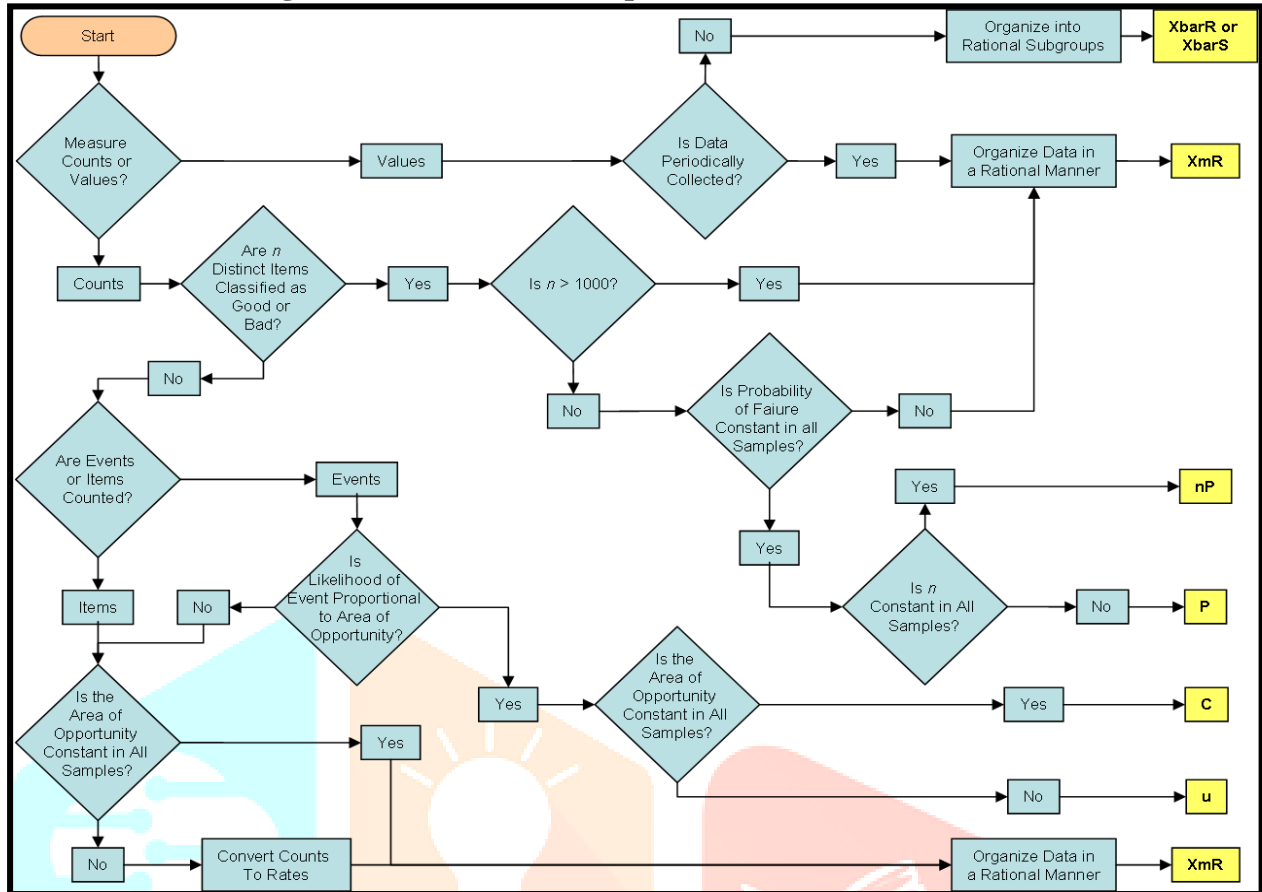 Start
No
Organize into
Rational Subgroups
XbarR or
XbarS
Measure
Counts or
Values?
Values
Is Data
Periodically
Collected?
Yes
Organize Data in
a Rational Manner
XmR
Counts
Are n
Distinct Items
Classified as
Good or
Bad?
Yes
Is n > 1000?
Yes
No
No
Is Probability
of Faiure
Constant in all
Samples?
No
Are Events
or Items
Counted?
Events
Yes
nP
Yes
Is
Likelihood of
Event Proportional
to Area of
Opportunity?
Is n
Constant in All
Samples?
No
P
Items
No
Is the
Area of
Opportunity
Constant in All
Samples?
Yes
Is the
Area of
Opportunity
Constant in All
Samples?
Yes
C
Yes
No
u
No
Convert Counts
To Rates
Organize Data in
a Rational Manner
XmR